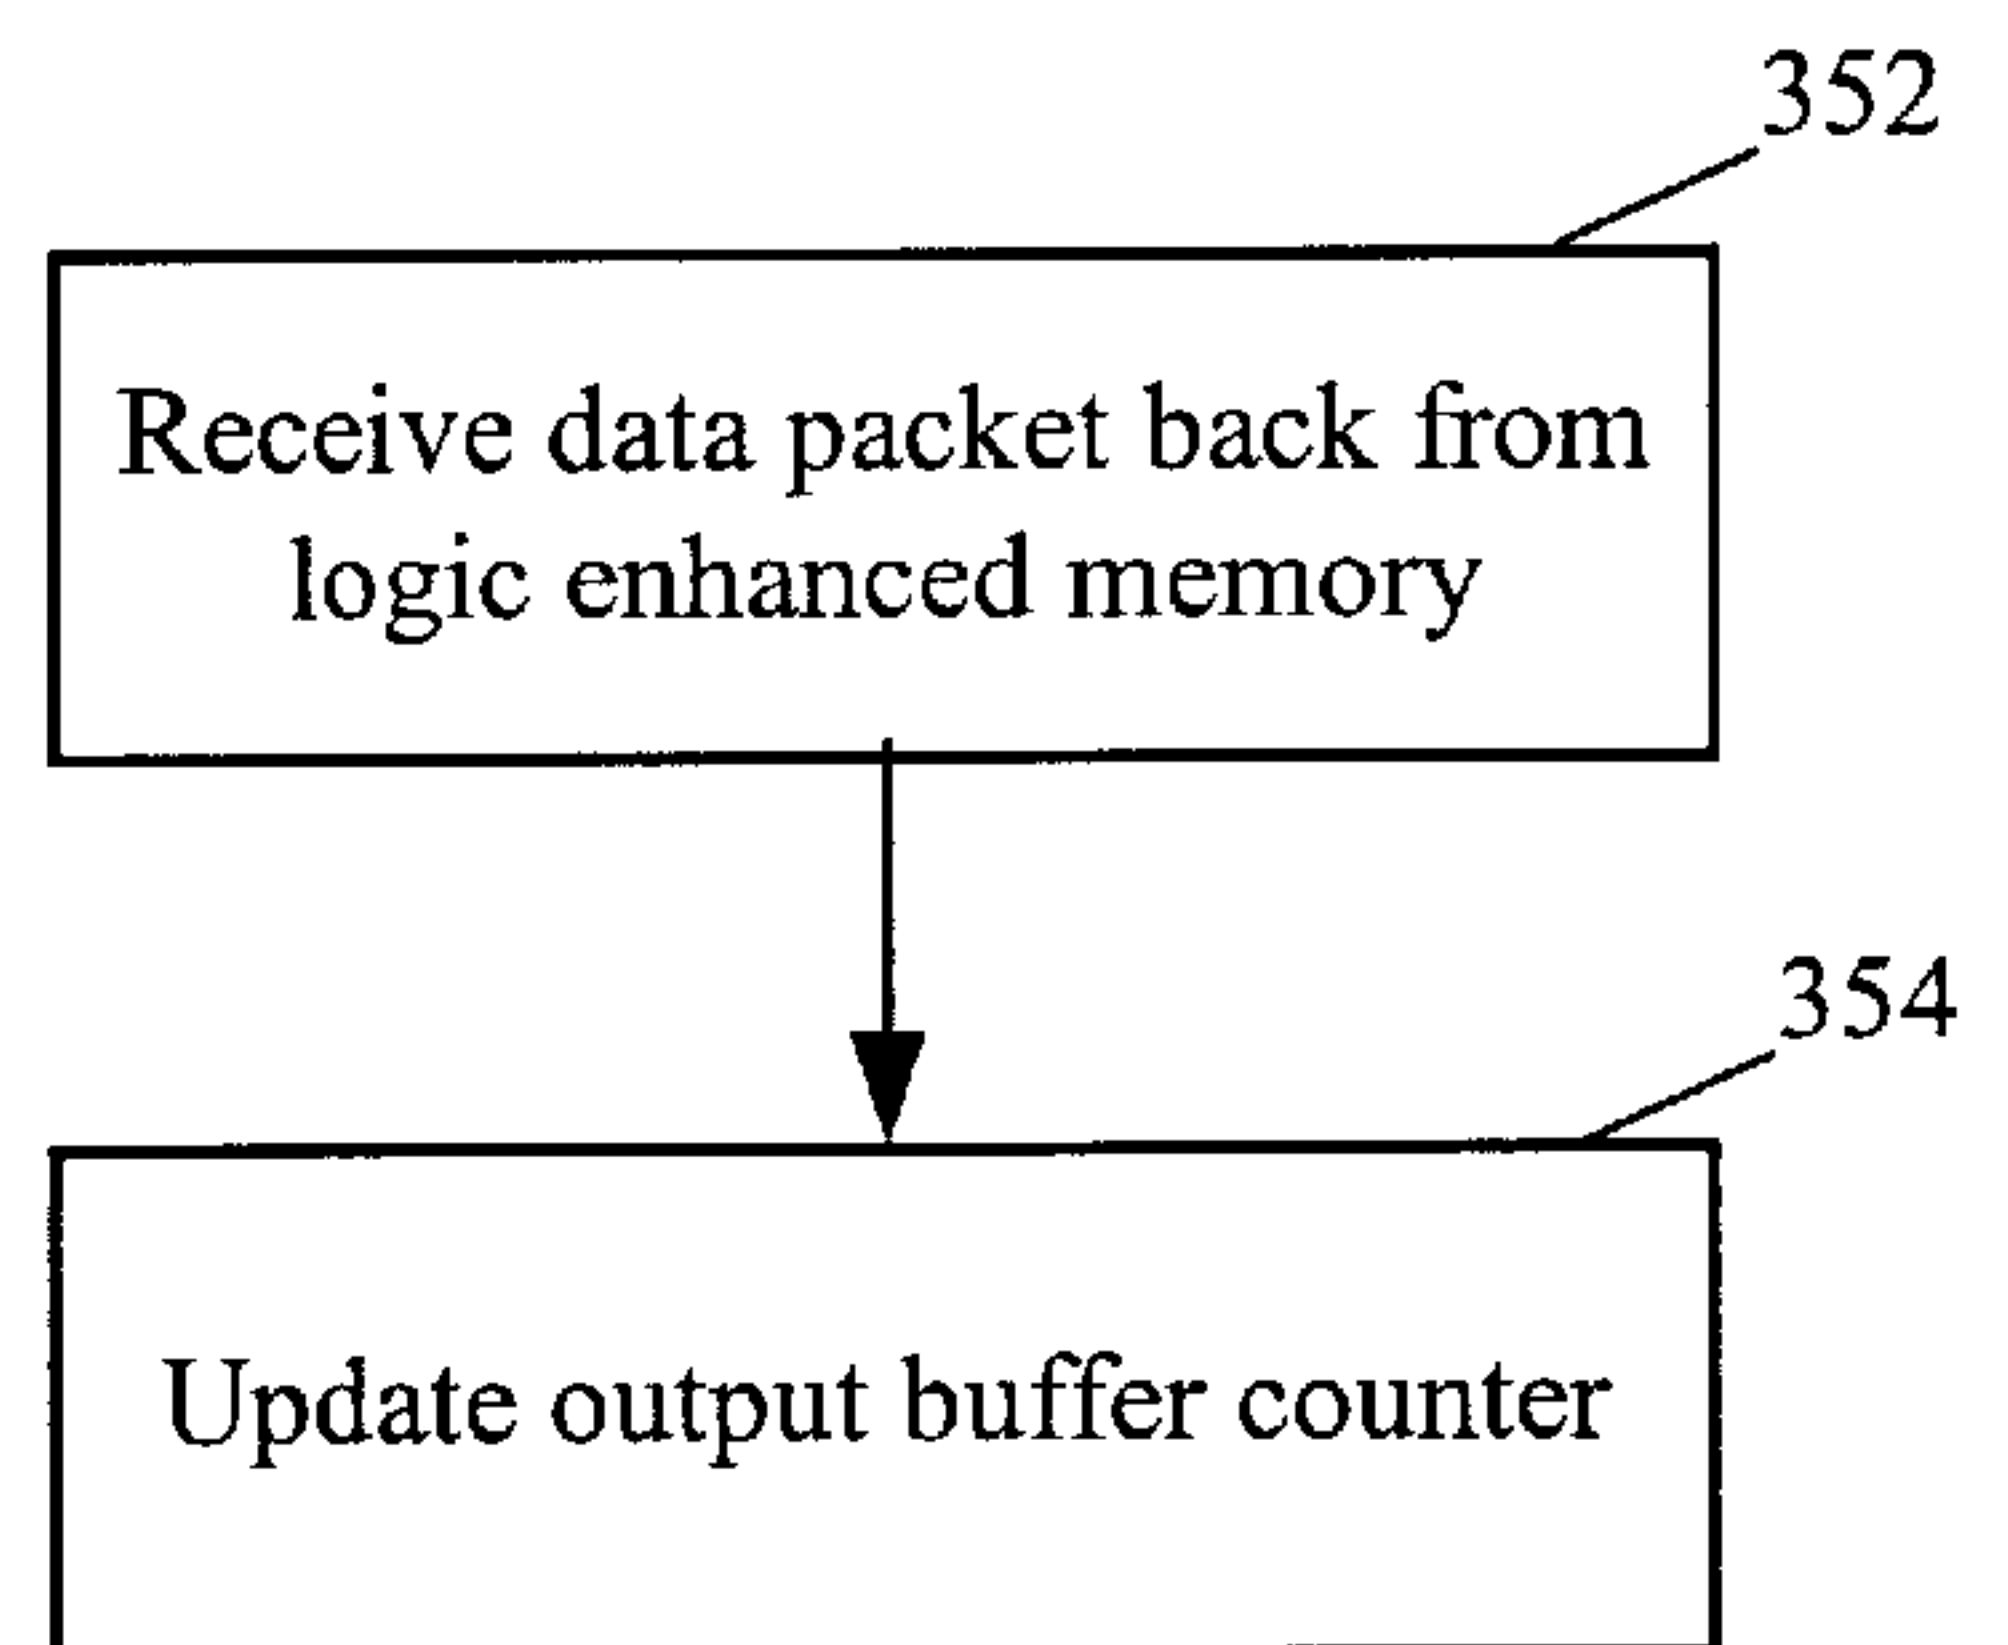 352
Receive data packet back from
logic enhanced memory
354
Update output buffer counter